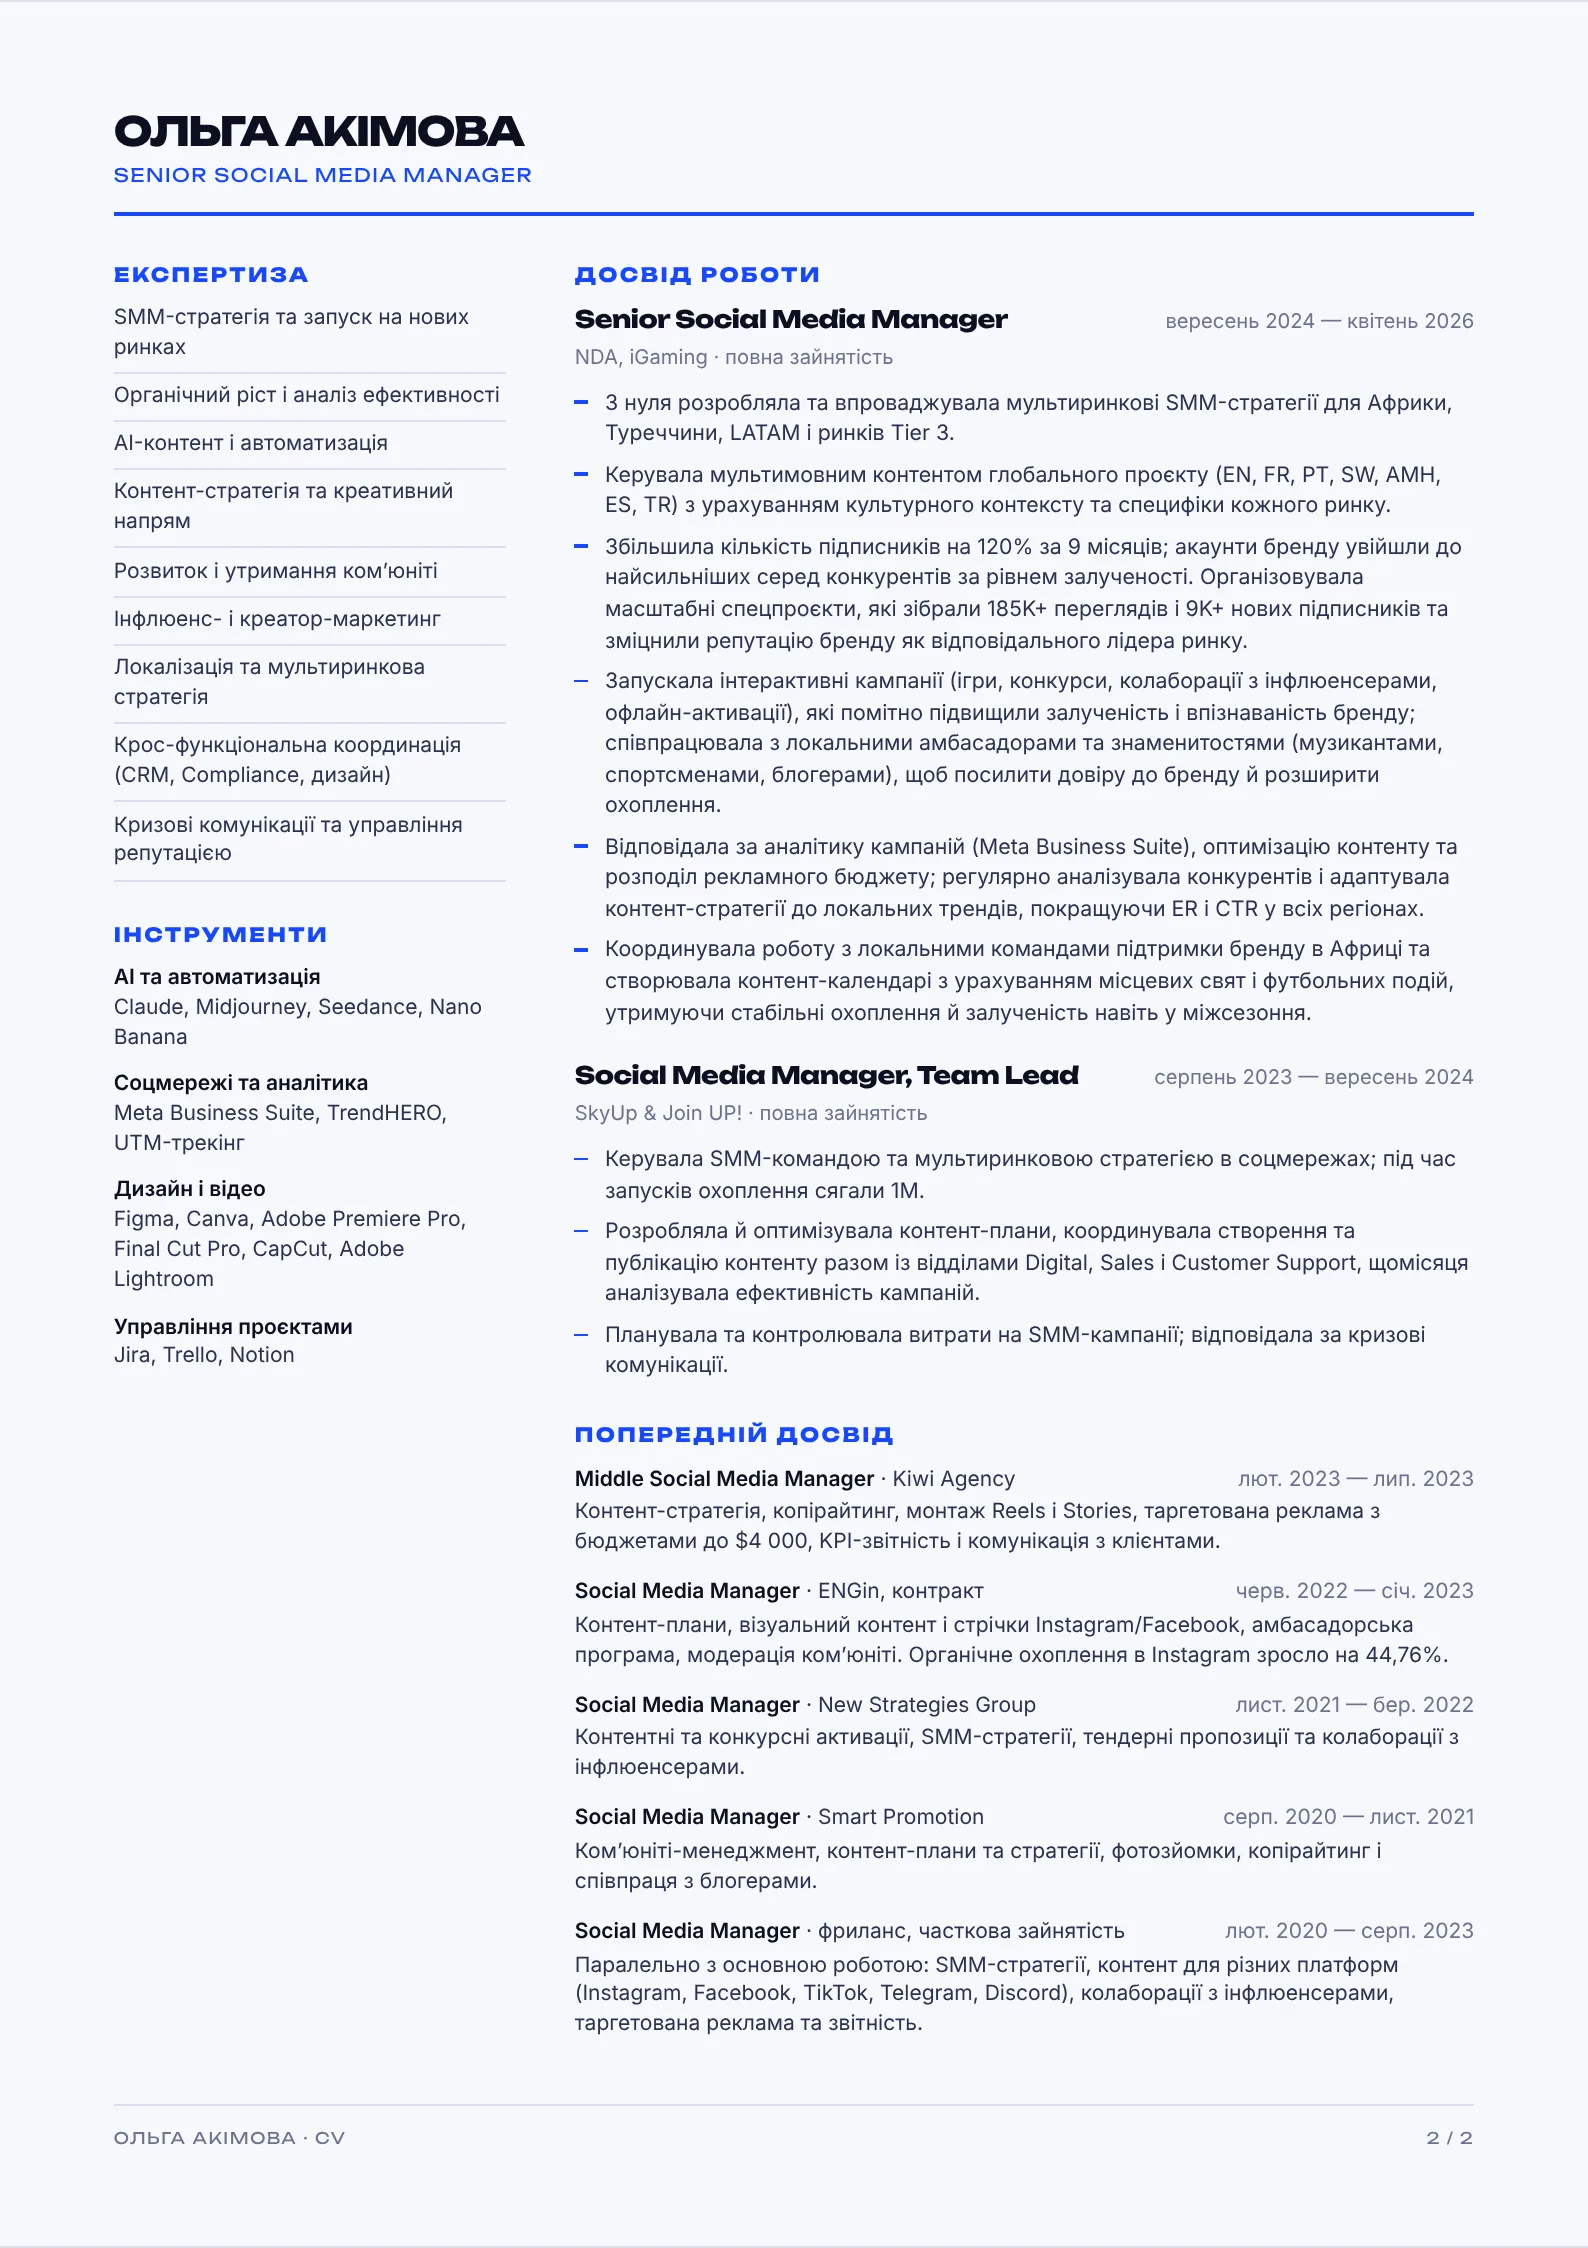 ОЛЬГА АКІМОВА
SENIOR SOCIAL MEDIA MANAGER
ЕКСПЕРТИЗА
SMM-стратегія та запуск на нових
ринках
Органічний ріст і аналіз ефективності
AI-контент і автоматизація
Контент-стратегія та креативний
напрям
Розвиток і утримання ком’юніті
Інфлюенс- і креатор-маркетинг
Локалізація та мультиринкова
стратегія
Крос-функціональна координація
(CRM, Compliance, дизайн)
Кризові комунікації та управління
репутацією
ІНСТРУМЕНТИ
AI та автоматизація
Claude, Midjourney, Seedance, Nano
Banana
Соцмережі та аналітика
Meta Business Suite, TrendHERO,
UTM-трекінг
Дизайн і відео
Figma, Canva, Adobe Premiere Pro,
Final Cut Pro, CapCut, Adobe
Lightroom
Управління проєктами
Jira, Trello, Notion
ДОСВІД РОБОТИ
Senior Social Media Manager вересень 2024 — квітень 2026
NDA, iGaming · повна зайнятість
– З нуля розробляла та впроваджувала мультиринкові SMM-стратегії для Африки,
Туреччини, LATAM і ринків Tier 3.
– Керувала мультимовним контентом глобального проєкту (EN, FR, PT, SW, AMH,
ES, TR) з урахуванням культурного контексту та специфіки кожного ринку.
– Збільшила кількість підписників на 120% за 9 місяців; акаунти бренду увійшли до
найсильніших серед конкурентів за рівнем залученості. Організовувала
масштабні спецпроєкти, які зібрали 185K+ переглядів і 9K+ нових підписників та
зміцнили репутацію бренду як відповідального лідера ринку.
– Запускала інтерактивні кампанії (ігри, конкурси, колаборації з інфлюенсерами,
офлайн-активації), які помітно підвищили залученість і впізнаваність бренду;
співпрацювала з локальними амбасадорами та знаменитостями (музикантами,
спортсменами, блогерами), щоб посилити довіру до бренду й розширити
охоплення.
– Відповідала за аналітику кампаній (Meta Business Suite), оптимізацію контенту та
розподіл рекламного бюджету; регулярно аналізувала конкурентів і адаптувала
контент-стратегії до локальних трендів, покращуючи ER і CTR у всіх регіонах.
– Координувала роботу з локальними командами підтримки бренду в Африці та
створювала контент-календарі з урахуванням місцевих свят і футбольних подій,
утримуючи стабільні охоплення й залученість навіть у міжсезоння.
Social Media Manager, Team Lead серпень 2023 — вересень 2024
SkyUp & Join UP! · повна зайнятість
– Керувала SMM-командою та мультиринковою стратегією в соцмережах; під час
запусків охоплення сягали 1M.
– Розробляла й оптимізувала контент-плани, координувала створення та
публікацію контенту разом із відділами Digital, Sales і Customer Support, щомісяця
аналізувала ефективність кампаній.
– Планувала та контролювала витрати на SMM-кампанії; відповідала за кризові
комунікації.
ПОПЕРЕДНІЙ ДОСВІД
Middle Social Media Manager · Kiwi Agency лют. 2023 — лип. 2023
Контент-стратегія, копірайтинг, монтаж Reels і Stories, таргетована реклама з
бюджетами до $4 000, KPI-звітність і комунікація з клієнтами.
Social Media Manager · ENGin, контракт черв. 2022 — січ. 2023
Контент-плани, візуальний контент і стрічки Instagram/Facebook, амбасадорська
програма, модерація ком’юніті. Органічне охоплення в Instagram зросло на 44,76%.
Social Media Manager · New Strategies Group лист. 2021 — бер. 2022
Контентні та конкурсні активації, SMM-стратегії, тендерні пропозиції та колаборації з
інфлюенсерами.
Social Media Manager · Smart Promotion серп. 2020 — лист. 2021
Ком’юніті-менеджмент, контент-плани та стратегії, фотозйомки, копірайтинг і
співпраця з блогерами.
Social Media Manager · фриланс, часткова зайнятість лют. 2020 — серп. 2023
Паралельно з основною роботою: SMM-стратегії, контент для різних платформ
(Instagram, Facebook, TikTok, Telegram, Discord), колаборації з інфлюенсерами,
таргетована реклама та звітність.
ОЛЬГА АКІМОВА · CV 2 / 2